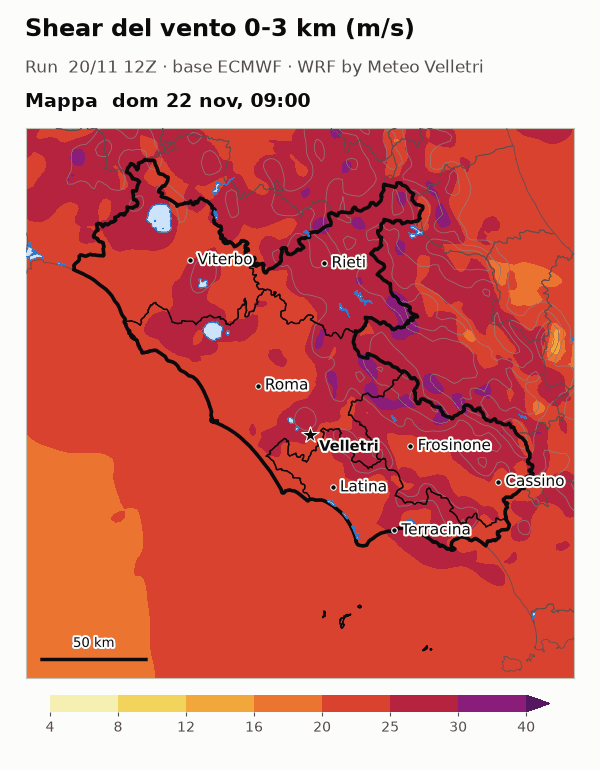 Shear del vento 0-3 km (m/s)
Run  20/11 12Z · base ECMWF · WRF by Meteo Velletri
Mappa  dom 22 nov, 09:00
Viterbo
Rieti
Roma
Velletri
Frosinone
Cassino
Latina
Terracina
50 km
4 8 12 16 20 25 30 40